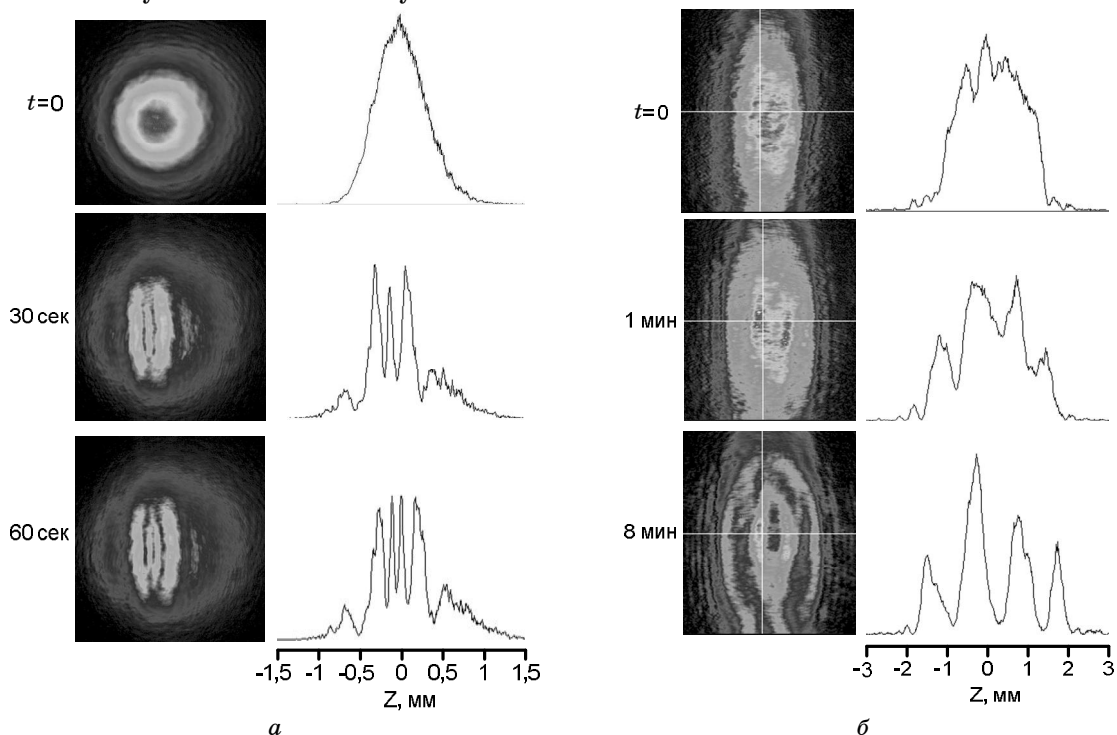 t=0
30 сек
60 сек
-1,5 -1 -0,5 0 0,5 1 1,5
Z, мм
а
t=0
1 мин
8 мин
-3 -2 -1 0 1 2 3
Z, мм
б